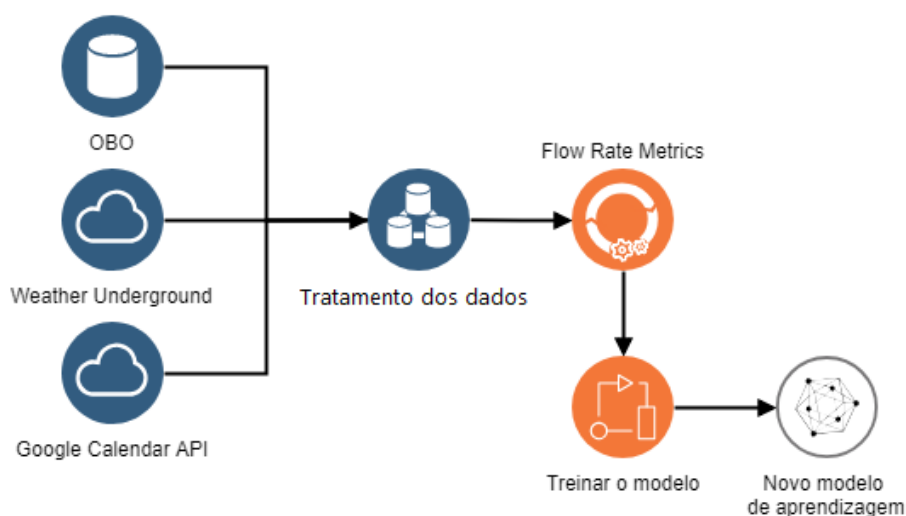 OBO
Flow Rate Metrics
Weather Underground
Tratamento dos dados
Google Calendar API
Treinar o modelo
Novo modelo
de aprendizagem